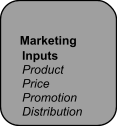 Marketing
Inputs
Product
Price
Promotion
Distribution